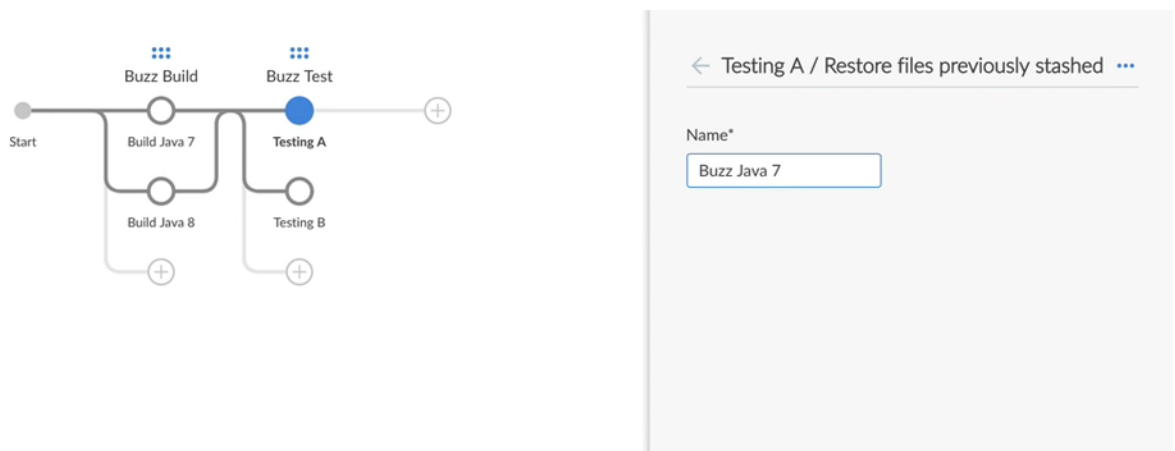 Buzz Build
Buzz Test
Start
Build Java 7
Testing A
Build Java 8
Testing B
Testing A / Restore files previously stashed
Name*
Buzz Java 7